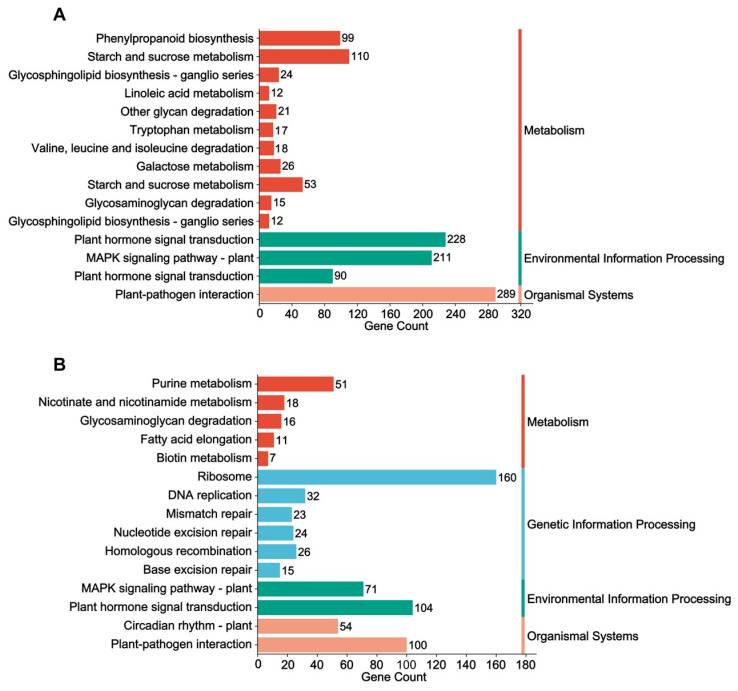 A
Phenylpropanoid biosynthesis 99
Starch and sucrose metabolism 110
Glycosphingolipid biosynthesis - ganglio series 24
Linoleic acid metabolism 12
Other glycan degradation 21
Tryptophan metabolism 17
Metabolism
Valine, leucine and isoleucine degradation 18
Galactose metabolism 26
Starch and sucrose metabolism 53
Glycosaminoglycan degradation 15
Glycosphingolipid biosynthesis - ganglio series 12
Plant hormone signal transduction 228
MAPK signaling pathway - plant 211 Environmental Information Processing
Plant hormone signal transduction 90
Plant-pathogen interaction 289 Organismal Systems
0 40 80 120 160 200 240 280 320
Gene Count
B
Purine metabolism 51
Nicotinate and nicotinamide metabolism 18
Glycosaminoglycan degradation 16 Metabolism
Fatty acid elongation 11
Biotin metabolism 7
Ribosome 160
DNA replication 32
Mismatch repair 23
Genetic Information Processing
Nucleotide excision repair 24
Homologous recombination 26
Base excision repair 15
MAPK signaling pathway - plant 71
Environmental Information Processing
Plant hormone signal transduction 104
Circadian rhythm - plant 54
Organismal Systems
Plant-pathogen interaction 100
0 20 40 60 80 100 120 140 160 180
Gene Count